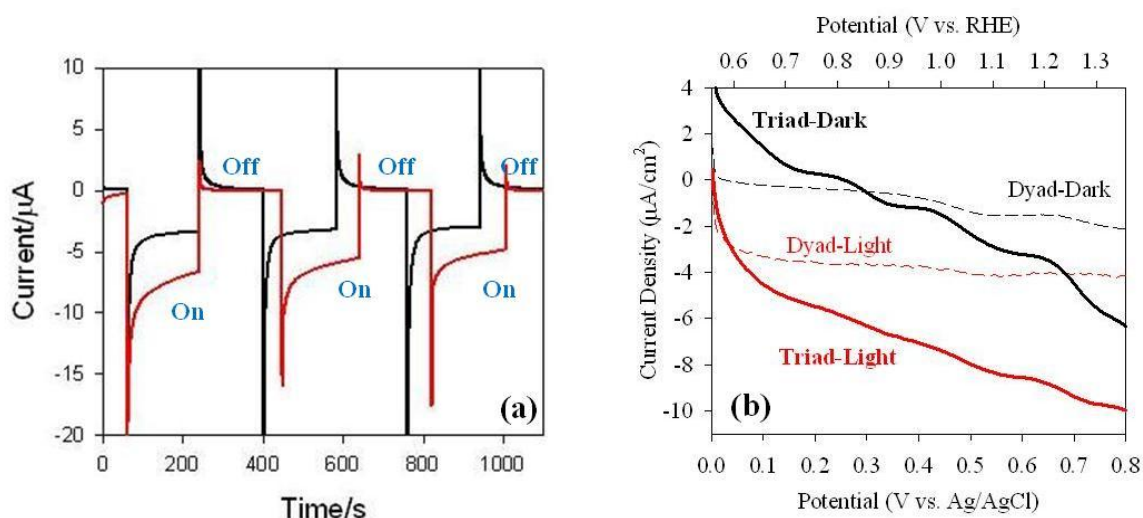 10
5
0
-5
-10
-15
-20
Current/μA
Off
Off
Off
On
On
On
(a)
0
200
400
600
800
1000
Time/s
Potential (V vs. RHE)
0.6 0.7 0.8 0.9 1.0 1.1 1.2 1.3
4
2
0
-2
-4
-6
-8
-10
Current Density (μA/cm²)
Triad-Dark
Dyad-Dark
Dyad-Light
Triad-Light
(b)
0.0 0.1 0.2 0.3 0.4 0.5 0.6 0.7 0.8
Potential (V vs. Ag/AgCl)